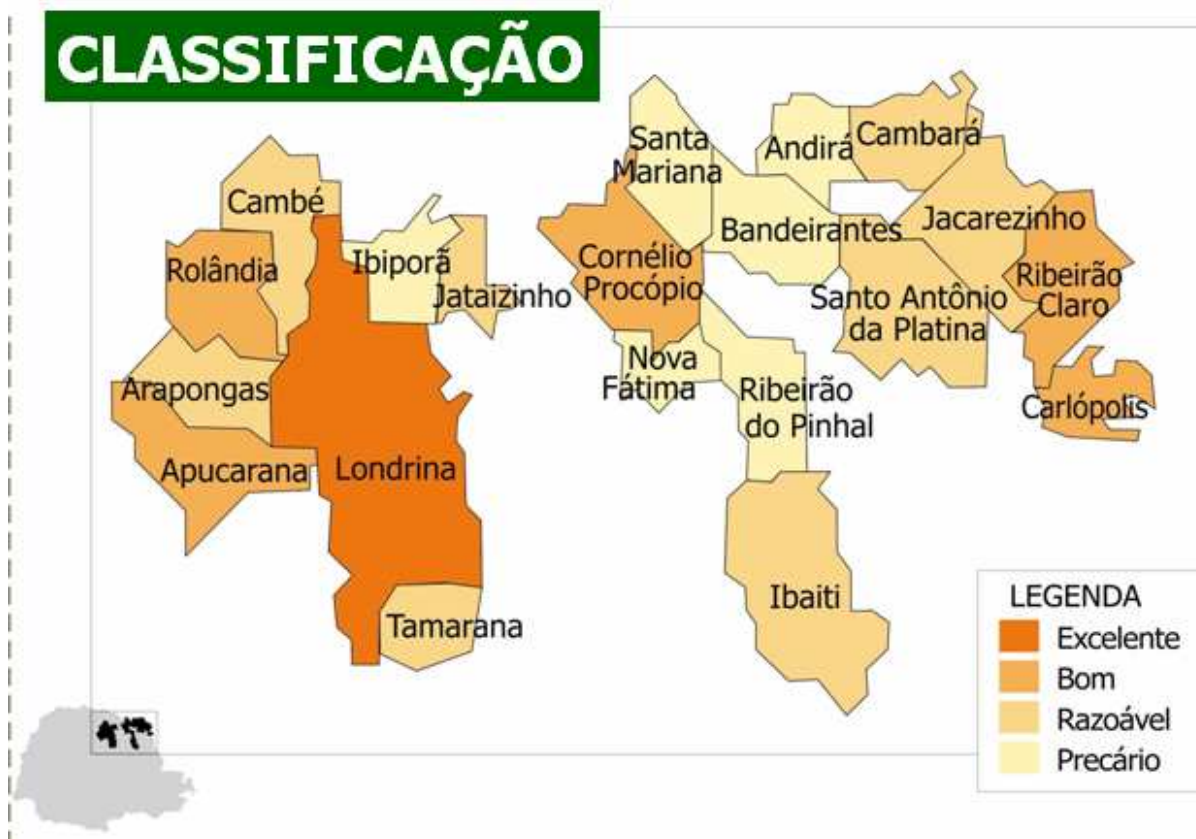 CLASSIFICAÇÃO
Santa
Mariana
Andirá
Cambará
Cambé
Bandeirantes
Jacarezinho
Rolândia
Ibiporã
Jataizinho
Cornélio
Procópio
Ribeirão
Claro
Santo Antônio
da Platina
Arapongas
Nova
Fátima
Ribeirão
do Pinhal
Carlópolis
Apucarana
Londrina
Ibaiti
Tamarana
LEGENDA
Excelente
Bom
Razoável
Precário